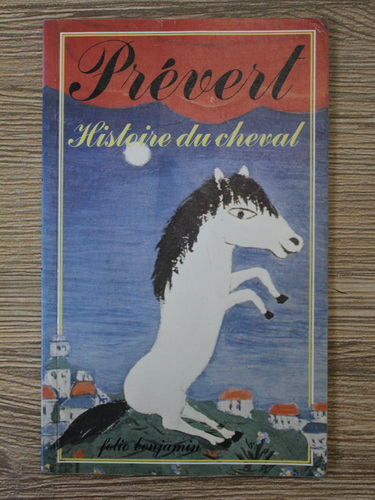 Prévert
Histoire du cheval
folio benjamin